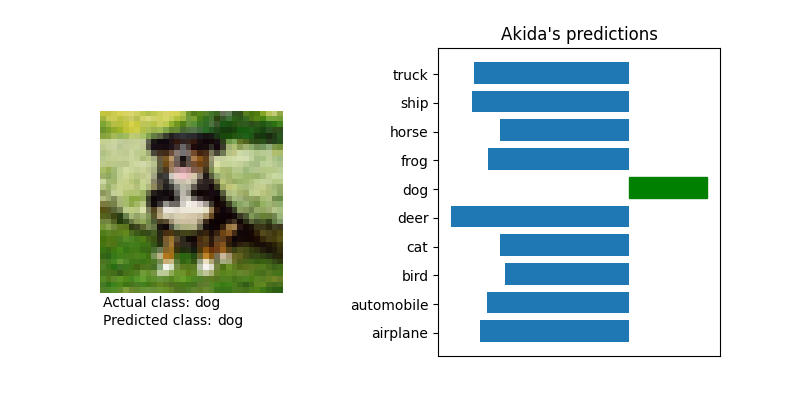 Akida's predictions
truck
ship
horse
frog
dog
deer
cat
bird
automobile
airplane
Actual class: dog
Predicted class: dog